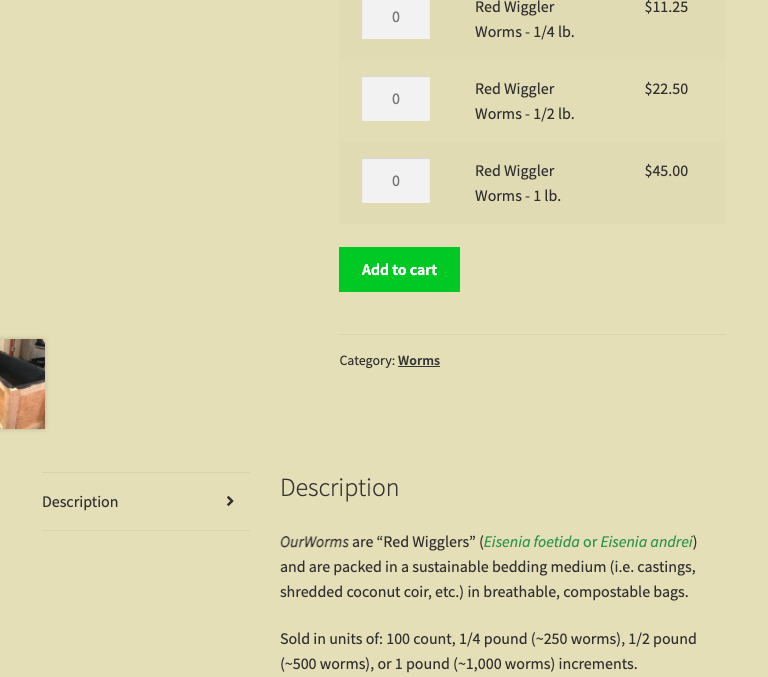 0 Red Wiggler $11.25
Worms - 1/4 lb.
0 Red Wiggler $22.50
Worms - 1/2 lb.
0 Red Wiggler $45.00
Worms - 1 lb.
Add to cart
Category: Worms
Description
Description
OurWorms are “Red Wigglers” (Eisenia foetida or Eisenia andrei)
and are packed in a sustainable bedding medium (i.e. castings,
shredded coconut coir, etc.) in breathable, compostable bags.
Sold in units of: 100 count, 1/4 pound (~250 worms), 1/2 pound
(~500 worms), or 1 pound (~1,000 worms) increments.